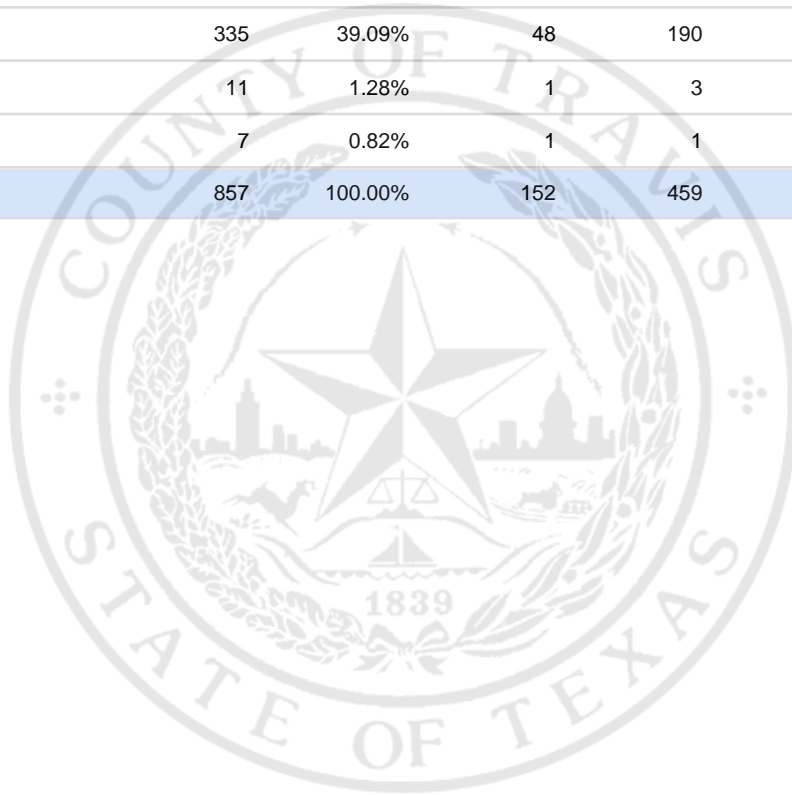 335 39.09% 48 190
11 1.28% 1 3
7 0.82% 1 1
857 100.00% 152 459
COUNTY OF TRAVIS
1839
STATE OF TEXAS